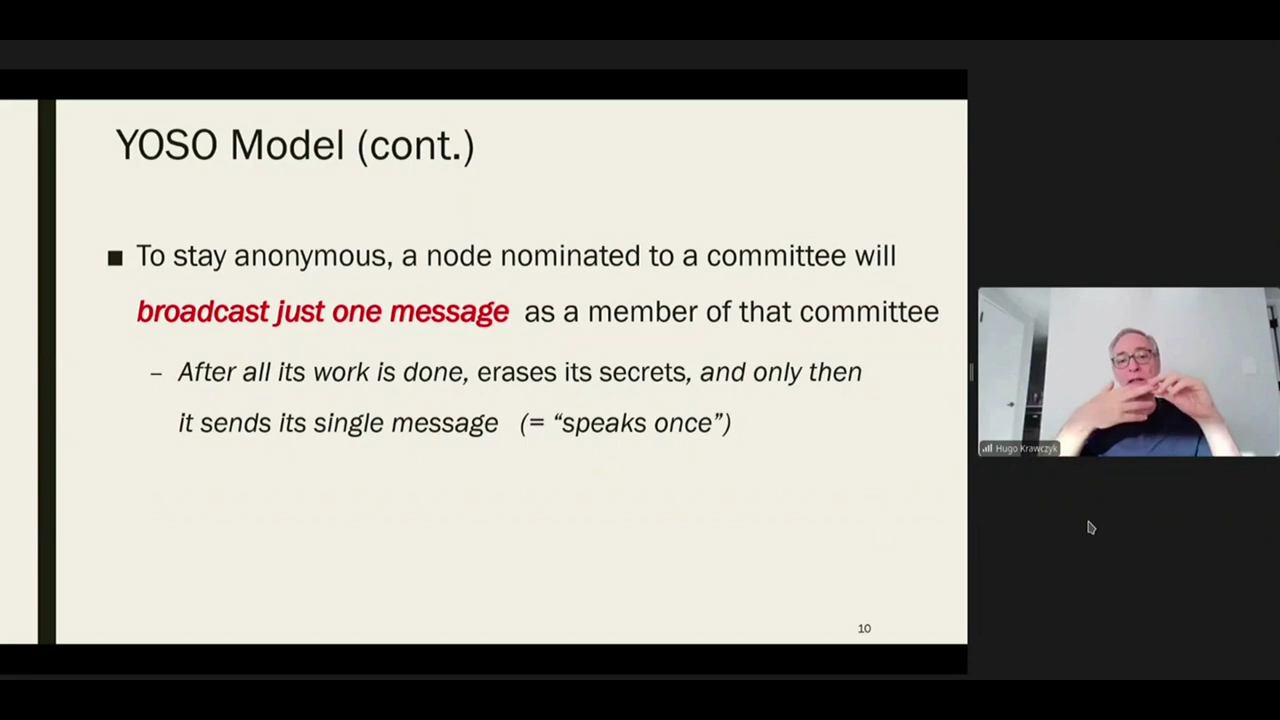 YOSO Model (cont.)
■ To stay anonymous, a node nominated to a committee will
broadcast just one message as a member of that committee
– After all its work is done, erases its secrets, and only then
it sends its single message (= “speaks once”)
Hugo Krawczyk
10